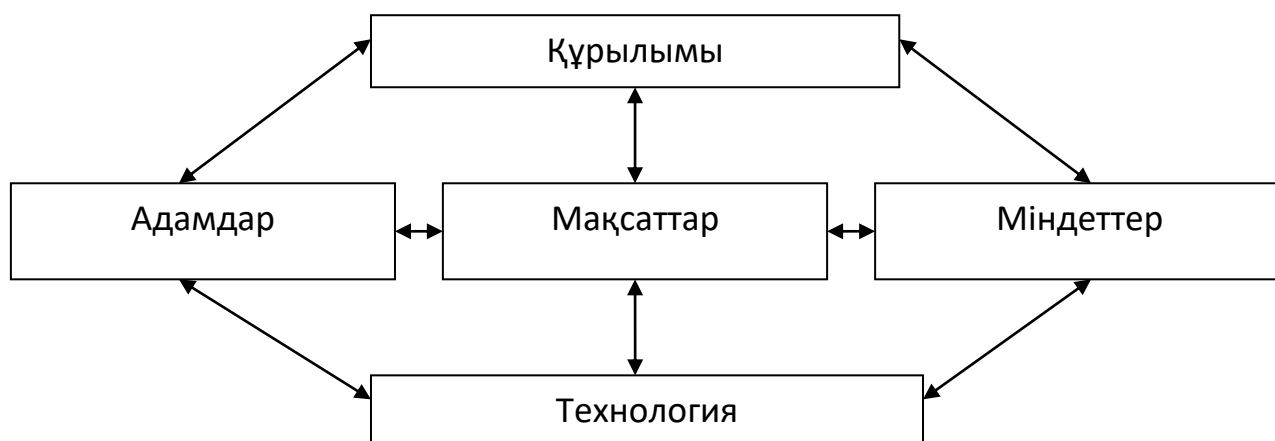 Құрылымы
Адамдар
Мақсаттар
Міндеттер
Технология